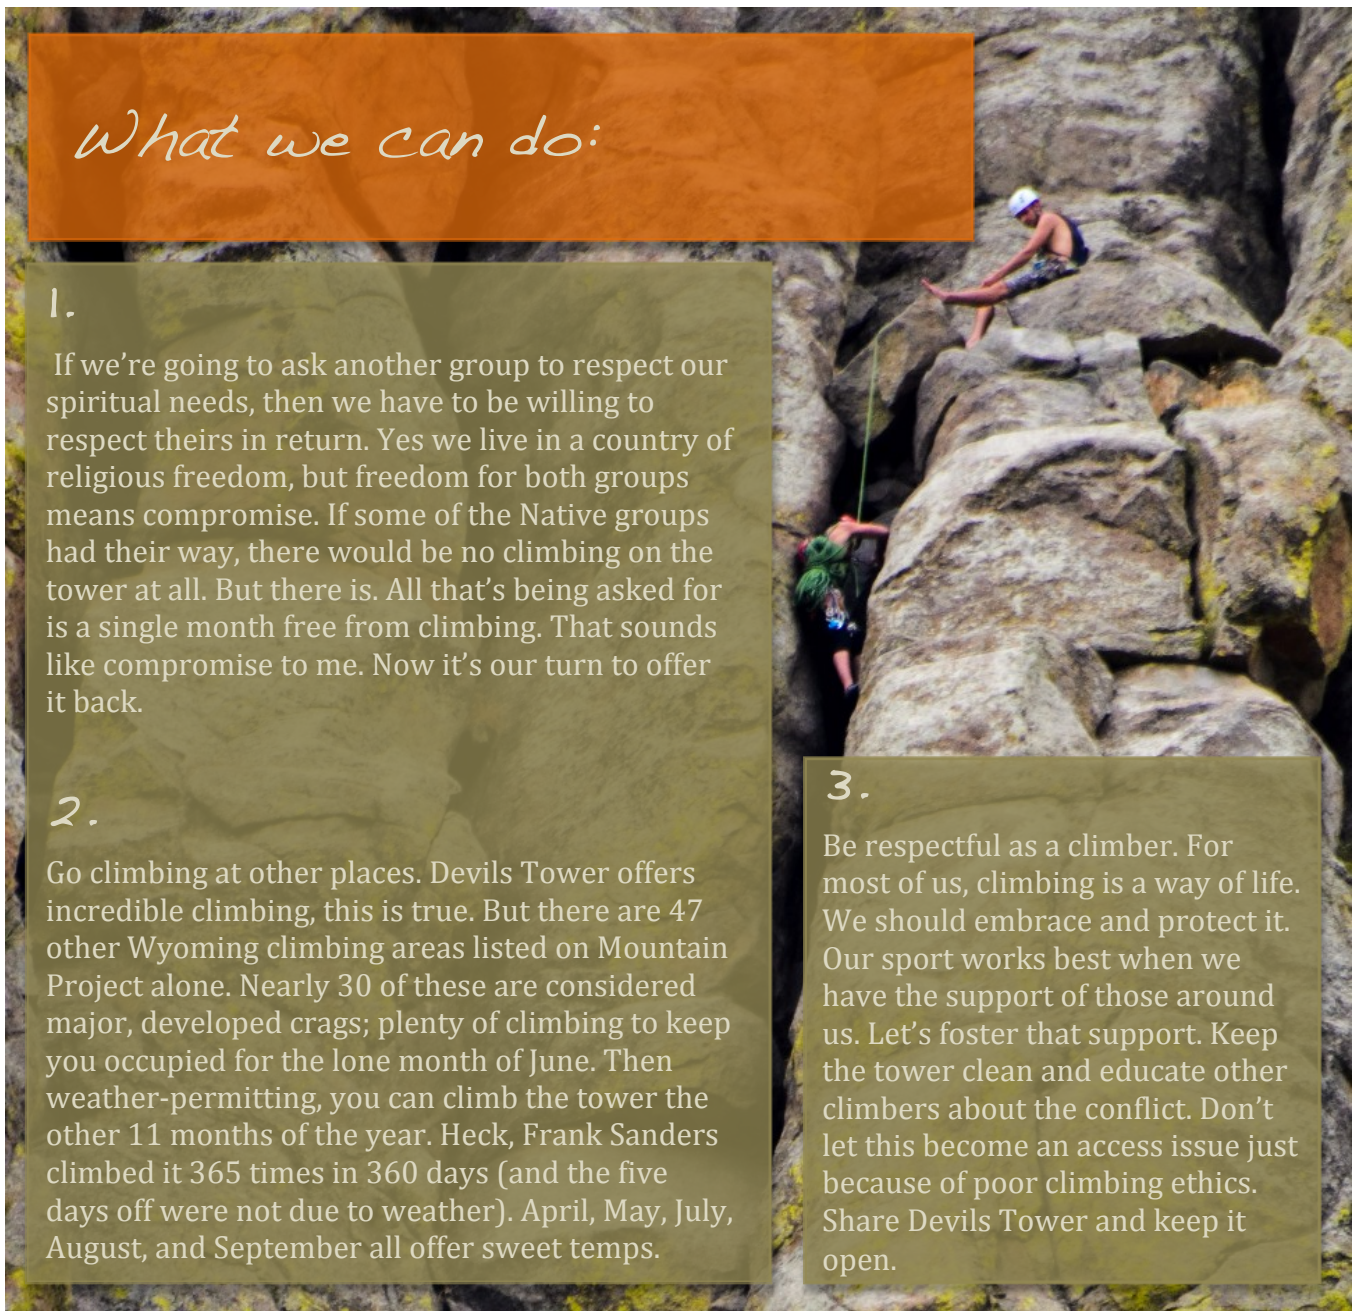 What we can do:
1.
If we’re going to ask another group to respect our
spiritual needs, then we have to be willing to
respect theirs in return. Yes we live in a country of
religious freedom, but freedom for both groups
means compromise. If some of the Native groups
had their way, there would be no climbing on the
tower at all. But there is. All that’s being asked for
is a single month free from climbing. That sounds
like compromise to me. Now it’s our turn to offer
it back.
2.
Go climbing at other places. Devils Tower offers
incredible climbing, this is true. But there are 47
other Wyoming climbing areas listed on Mountain
Project alone. Nearly 30 of these are considered
major, developed crags; plenty of climbing to keep
you occupied for the lone month of June. Then
weather-permitting, you can climb the tower the
other 11 months of the year. Heck, Frank Sanders
climbed it 365 times in 360 days (and the five
days off were not due to weather). April, May, July,
August, and September all offer sweet temps.
3.
Be respectful as a climber. For
most of us, climbing is a way of life.
We should embrace and protect it.
Our sport works best when we
have the support of those around
us. Let’s foster that support. Keep
the tower clean and educate other
climbers about the conflict. Don’t
let this become an access issue just
because of poor climbing ethics.
Share Devils Tower and keep it
open.